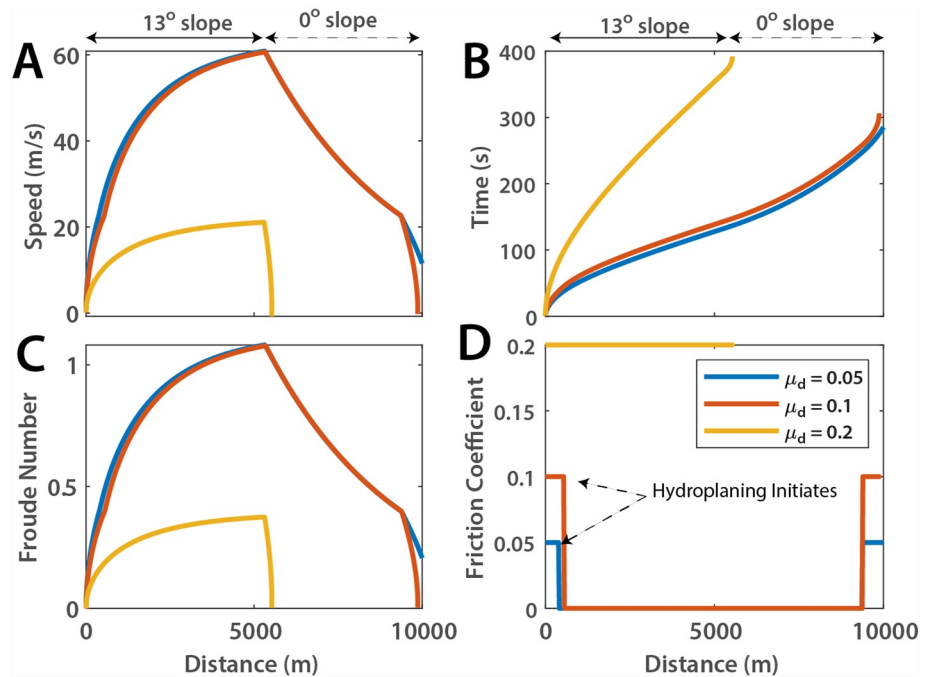 13° slope
0° slope
13° slope
0° slope
A
60
40
20
0
Speed (m/s)
B
400
300
200
100
0
Time (s)
C
1
05
0
Froude Number
0
5000
10000
Distance (m)
D
0.2
0.15
0.1
0.05
0
Friction Coefficient
μd = 0.05
μd = 0.1
μd = 0.2
Hydroplaning Initiates
0
5000
10000
Distance (m)